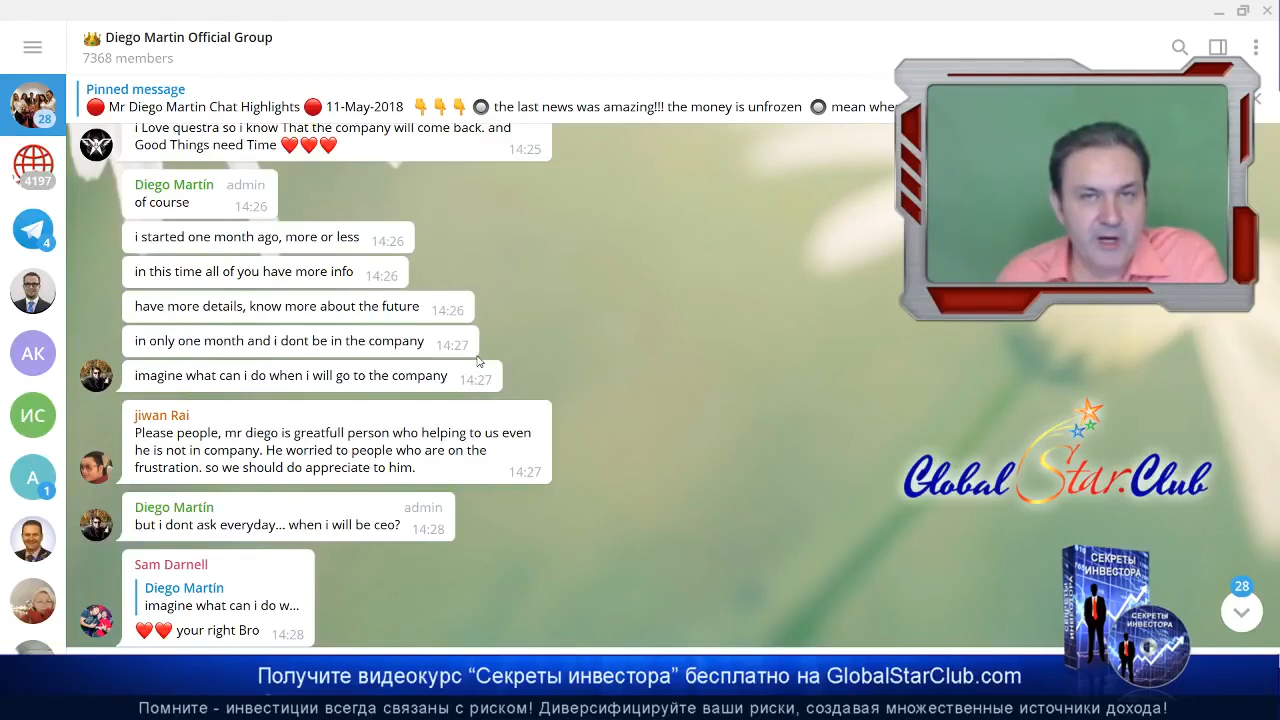 👑 Diego Martin Official Group
7368 members
28
4197
4
АК
ИС
А
1
Pinned message
🔴 Mr Diego Martin Chat Highlights 🔴 11-May-2018 👇👇👇 🔘 the last news was amazing!!! the money is unfrozen 🔘 mean whe
i Love questra so i know That the company will come back. and
Good Things need Time ❤❤❤ 14:25
Diego Martín admin
of course 14:26
i started one month ago, more or less 14:26
in this time all of you have more info 14:26
have more details, know more about the future 14:26
in only one month and i dont be in the company 14:27
imagine what can i do when i will go to the company 14:27
jiwan Rai
Please people, mr diego is greatfull person who helping to us even
he is not in company. He worried to people who are on the
frustration. so we should do appreciate to him. 14:27
Diego Martín admin
but i dont ask everyday... when i will be ceo? 14:28
Sam Darnell
Diego Martín
imagine what can i do w...
❤❤ your right Bro 14:28
Global Star.Club
СЕКРЕТЫ
ИНВЕСТОРА
СЕКРЕТЫ
ИНВЕСТОРА
28
Получите видеокурс “Секреты инвестора” бесплатно на GlobalStarClub.com
Помните - инвестиции всегда связаны с риском! Диверсифицируйте ваши риски, создавая множественные источники дохода!